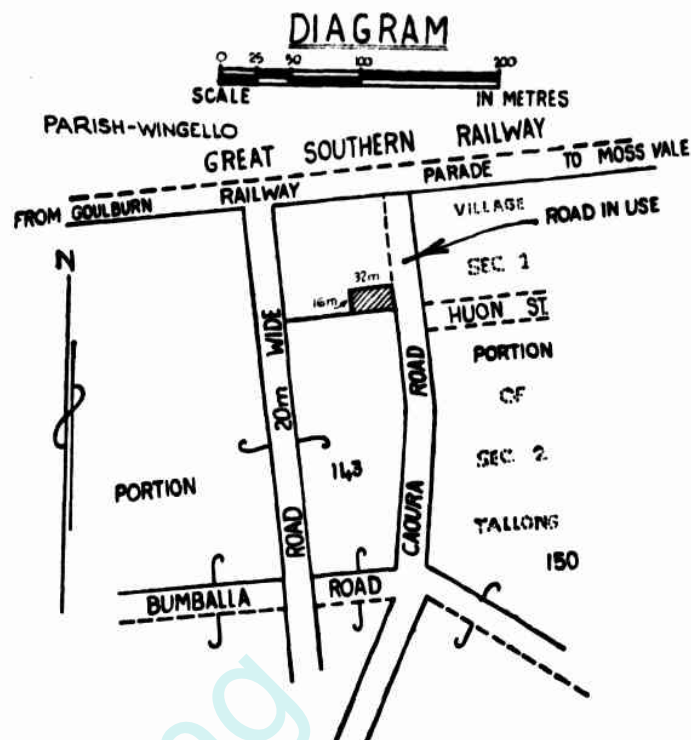 DIAGRAM
0 25 50 100 200
SCALE IN METRES
PARISH-WINGELLO
GREAT SOUTHERN RAILWAY
FROM GOULBURN RAILWAY PARADE TO MOSS VALE
VILLAGE
ROAD IN USE
N
SEC. 1
32m
16m
HUON ST.
WIDE
20m
ROAD
PORTION
OF
SEC. 2
TALLONG
150
ROAD
CAOURA
PORTION
143
BUMBALLA ROAD
ng